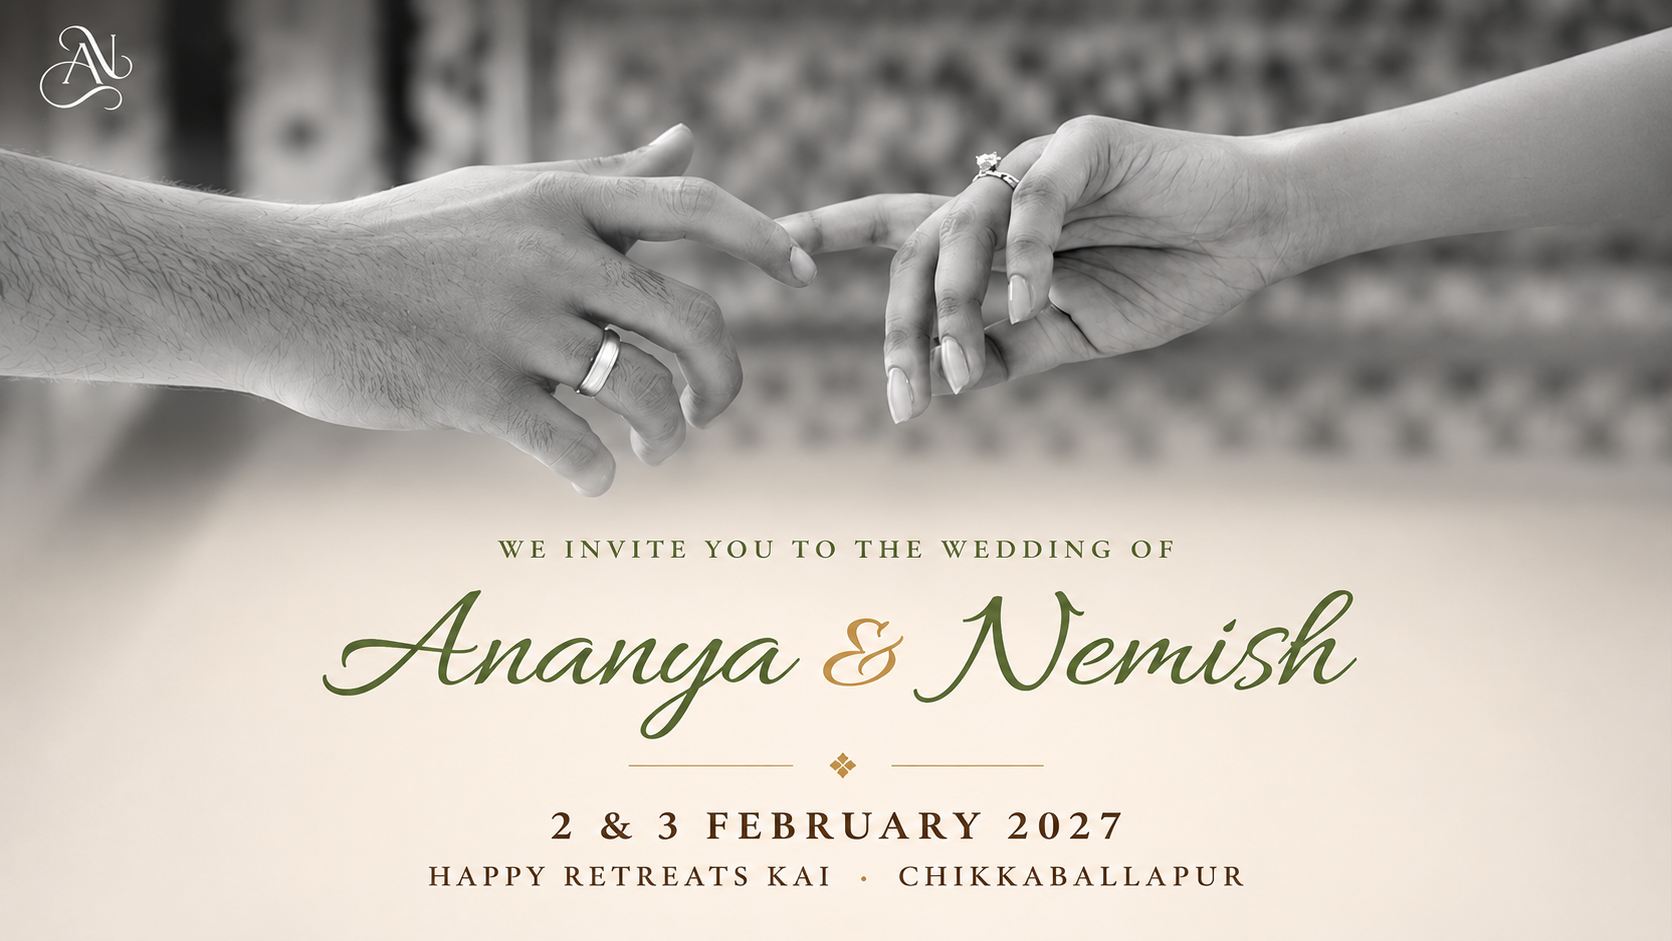 AN
WE INVITE YOU TO THE WEDDING OF
Ananya & Nemish
2 & 3 FEBRUARY 2027
HAPPY RETREATS KAI · CHIKKABALLAPUR